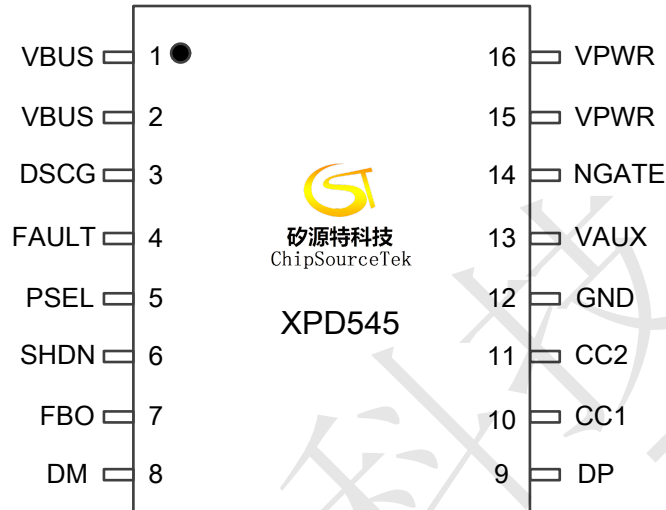 VBUS 1 16 VPWR
VBUS 2 15 VPWR
DSCG 3 14 NGATE
FAULT 4 13 VAUX
矽源特科技
ChipSourceTek
PSEL 5 12 GND
XPD545
SHDN 6 11 CC2
FBO 7 10 CC1
DM 8 9 DP
科技